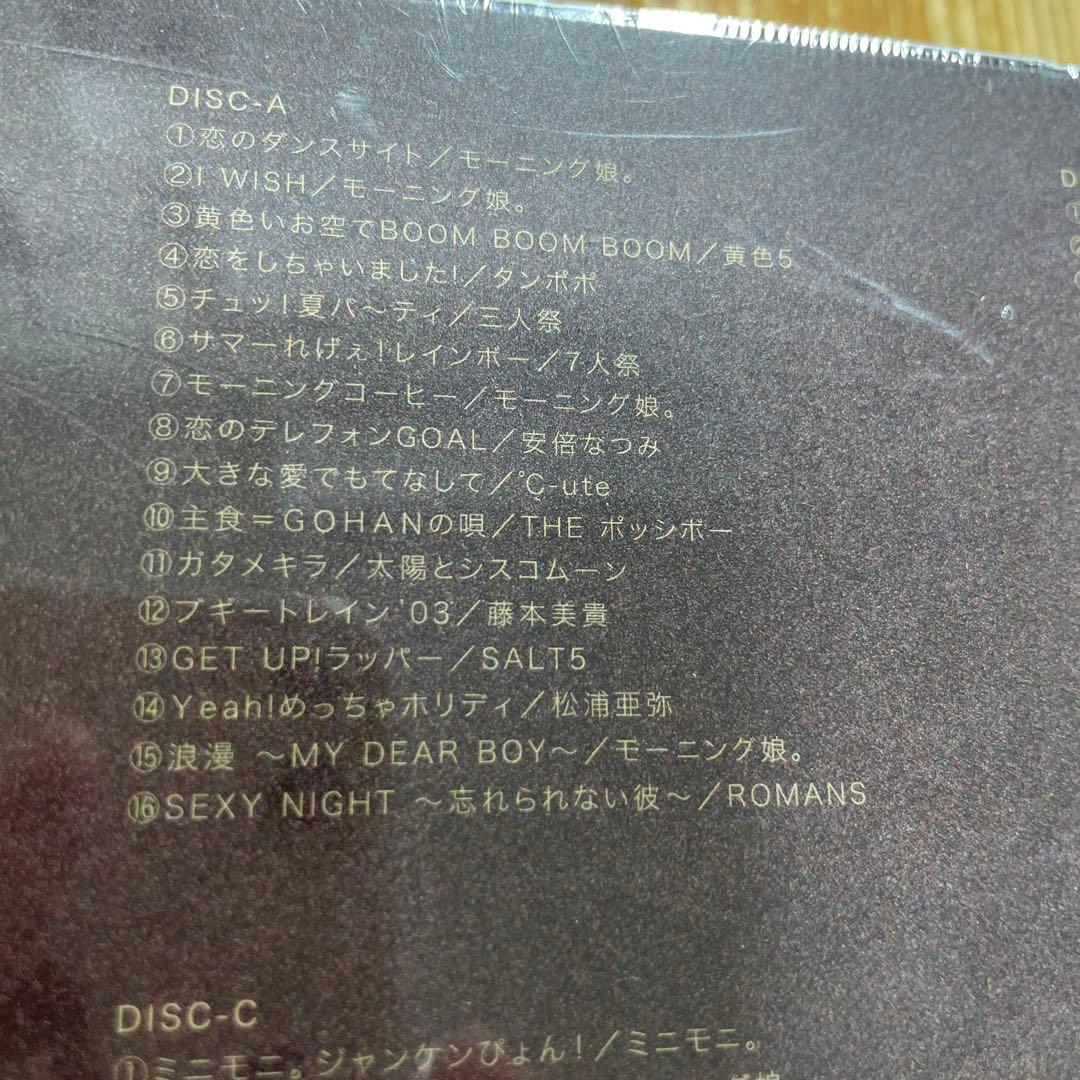 DISC-A
①恋のダンスサイト/モーニング娘。
②I WISH/モーニング娘。
③黄色いお空でBOOM BOOM BOOM/黄色5
④恋をしちゃいました!/タンポポ
⑤チュッ!夏パ〜ティ/三人祭
⑥サマーれげぇ!レインボー/7人祭
⑦モーニングコーヒー/モーニング娘。
⑧恋のテレフォンGOAL/安倍なつみ
⑨大きな愛でもてなして/℃-ute
⑩主食=GOHANの唄/THE ポッシボー
⑪ガタメキラ/太陽とシスコムーン
⑫ブギートレイン'03/藤本美貴
⑬GET UP!ラッパー/SALT5
⑭Yeah!めっちゃホリディ/松浦亜弥
⑮浪漫 〜MY DEAR BOY〜/モーニング娘。
⑯SEXY NIGHT 〜忘れられない彼〜/ROMANS
DISC-C
①ミニモニ。ジャンケンぴょん!/ミニモニ。